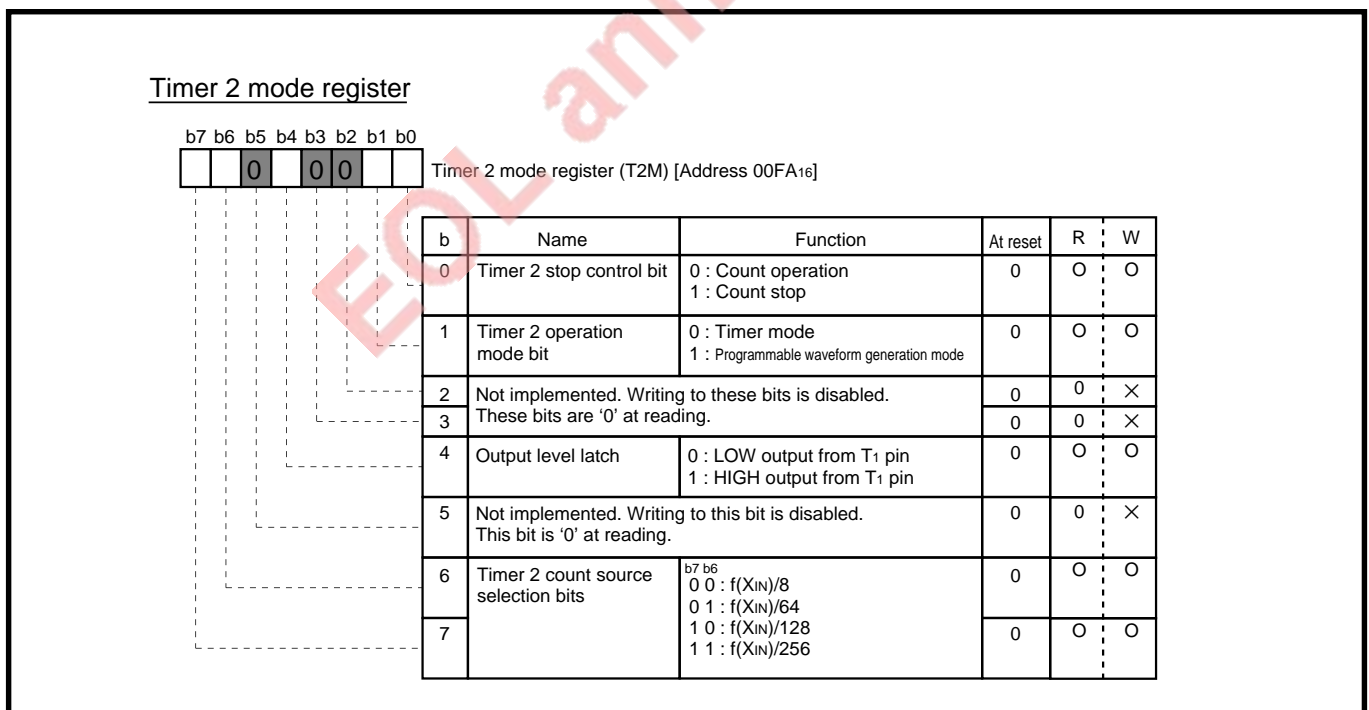 EOL ann
Timer 2 mode register
b7 b6 b5 b4 b3 b2 b1 b0
0 0 0
Timer 2 mode register (T2M) [Address 00FA16]
b Name Function At reset R W
0 Timer 2 stop control bit 0 : Count operation 0 O O
1 : Count stop
1 Timer 2 operation 0 : Timer mode 0 O O
mode bit 1 : Programmable waveform generation mode
2 Not implemented. Writing to these bits is disabled. 0 0 ×
3 These bits are ‘0’ at reading. 0 0 ×
4 Output level latch 0 : LOW output from T1 pin 0 O O
1 : HIGH output from T1 pin
5 Not implemented. Writing to this bit is disabled. 0 0 ×
This bit is ‘0’ at reading.
b7 b6
6 Timer 2 count source 0 0 : f(XIN)/8 0 O O
selection bits 0 1 : f(XIN)/64
7 1 0 : f(XIN)/128 0 O O
1 1 : f(XIN)/256